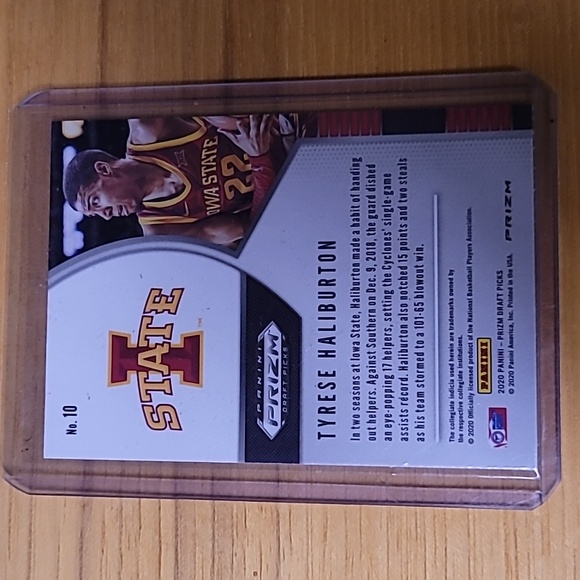 No. 10
I
STATE
TM
IOWA STATE
22
PANINI
PRIZM
DRAFT PICKS
TYRESE HALIBURTON
In two seasons at Iowa State, Haliburton made a habit of handing
out helpers. Against Southern on Dec. 9, 2018, the guard dished
an eye-popping 17 helpers, setting the Cyclones' single-game
assists record. Haliburton also notched 15 points and two steals
as his team stormed to a 101-65 blowout win.
The collegiate indicia used herein are trademarks owned by
the respective collegiate institutions.
© 2020 Officially licensed product of the National Basketball Players Association.
PANINI
2020 PANINI – PRIZM DRAFT PICKS
© 2020 Panini America, Inc. Printed in the USA.
PRIZM